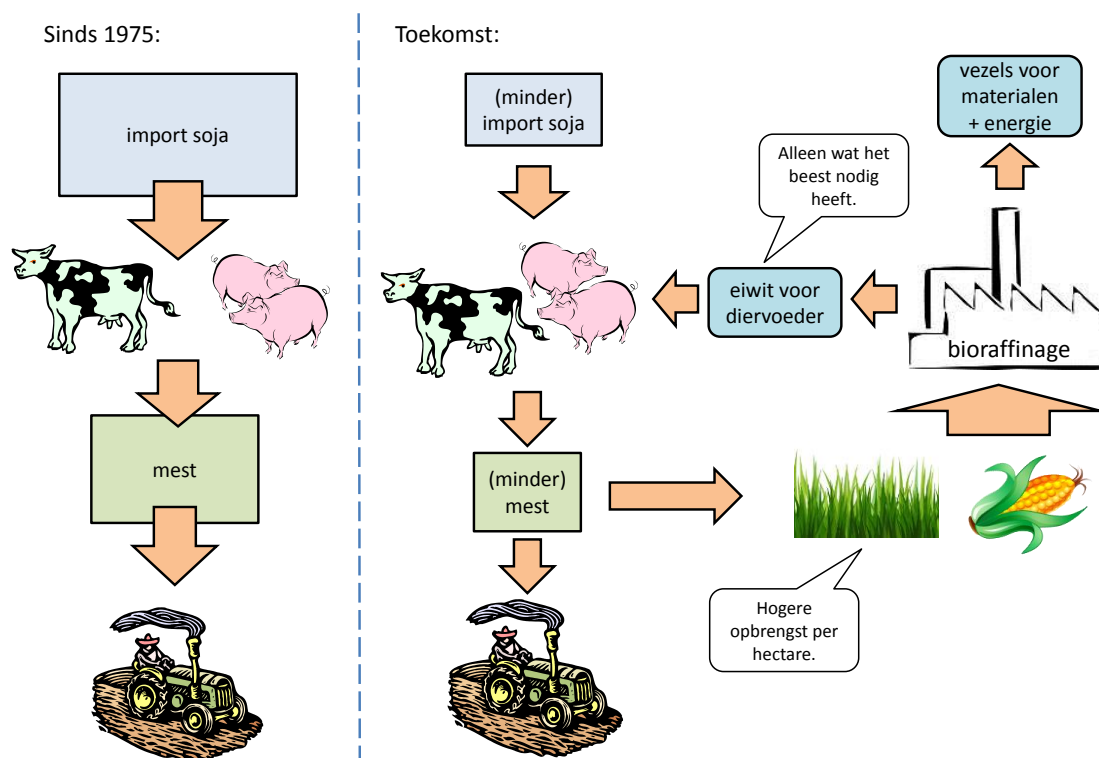 Sinds 1975:
import soja
mest
Toekomst:
(minder)
import soja
Alleen wat het
beest nodig
heeft.
vezels voor
materialen
+ energie
eiwit voor
diervoeder
bioraffinage
(minder)
mest
Hogere
opbrengst per
hectare.